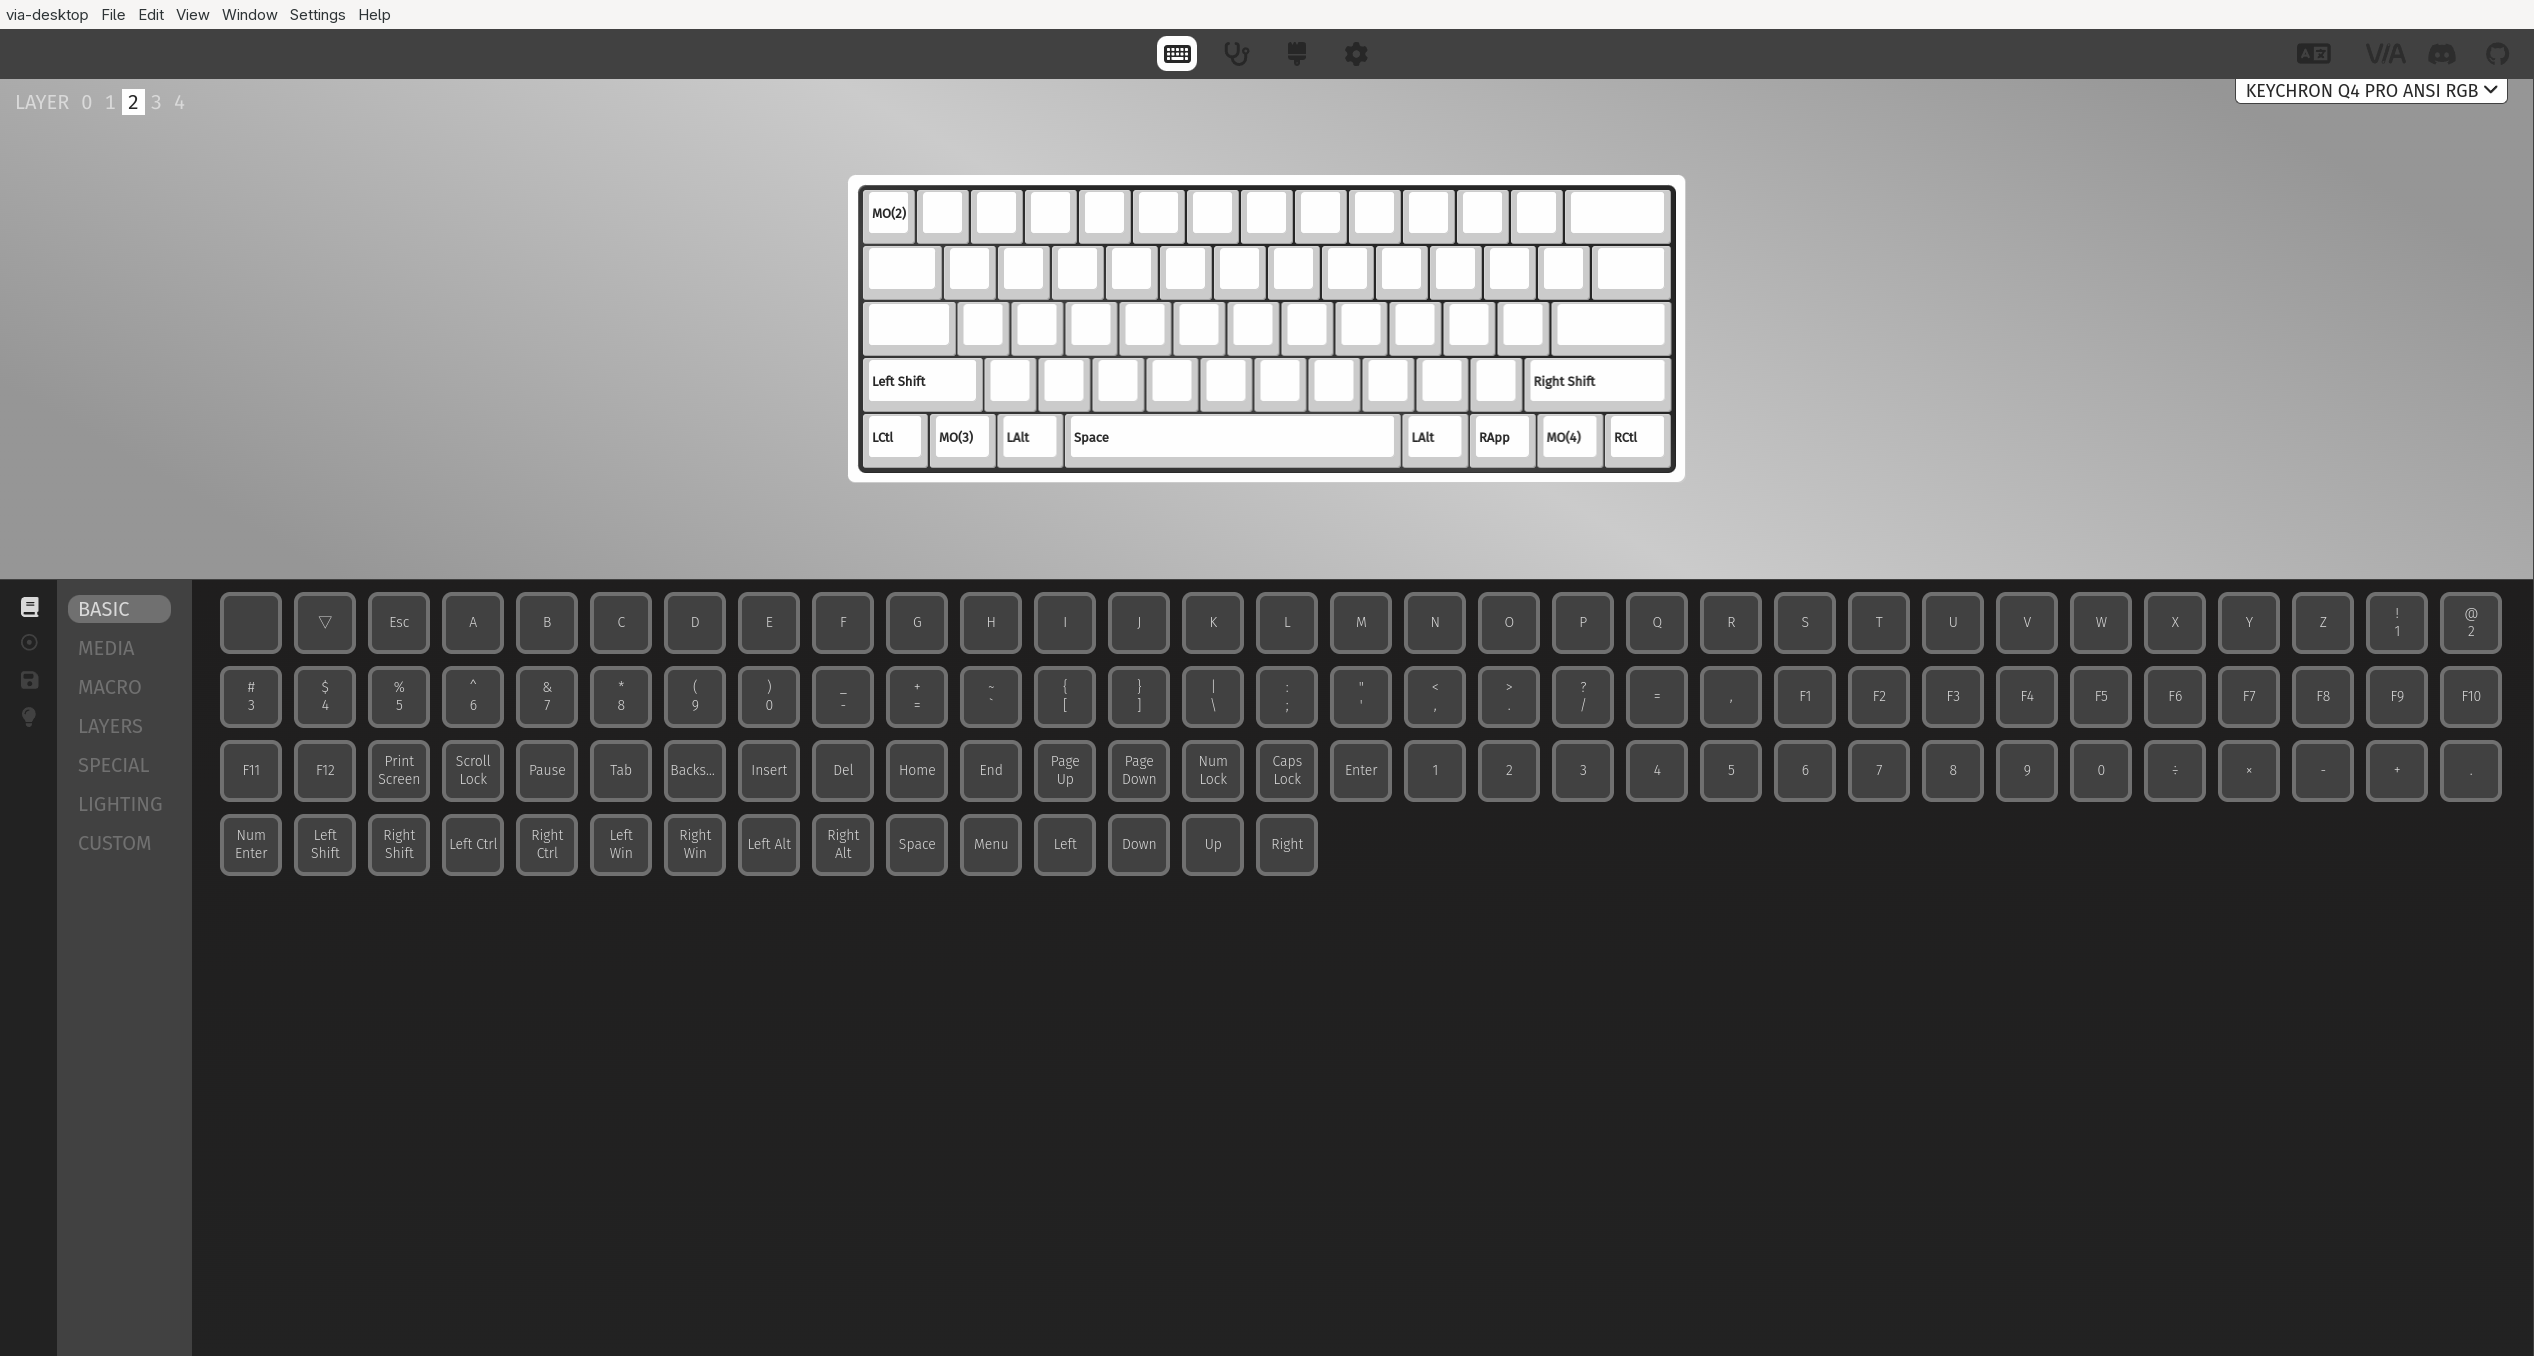 via-desktop File Edit View Window Settings Help
A文 VIA
LAYER 0 1 2 3 4
KEYCHRON Q4 PRO ANSI RGB
MO(2)
Left Shift Right Shift
LCtl MO(3) LAlt Space LAlt RApp MO(4) RCtl
BASIC
MEDIA
MACRO
LAYERS
SPECIAL
LIGHTING
CUSTOM
▽ Esc A B C D E F G H I J K L M N O P Q R S T U V W X Y Z ! 1 @ 2
# 3 $ 4 % 5 ^ 6 & 7 * 8 ( 9 ) 0 _ - + = ~ ` { [ } ] | \ : ; " ' < , > . ? / = , F1 F2 F3 F4 F5 F6 F7 F8 F9 F10
F11 F12 Print Screen Scroll Lock Pause Tab Backs... Insert Del Home End Page Up Page Down Num Lock Caps Lock Enter 1 2 3 4 5 6 7 8 9 0 ÷ × - + .
Num Enter Left Shift Right Shift Left Ctrl Right Ctrl Left Win Right Win Left Alt Right Alt Space Menu Left Down Up Right